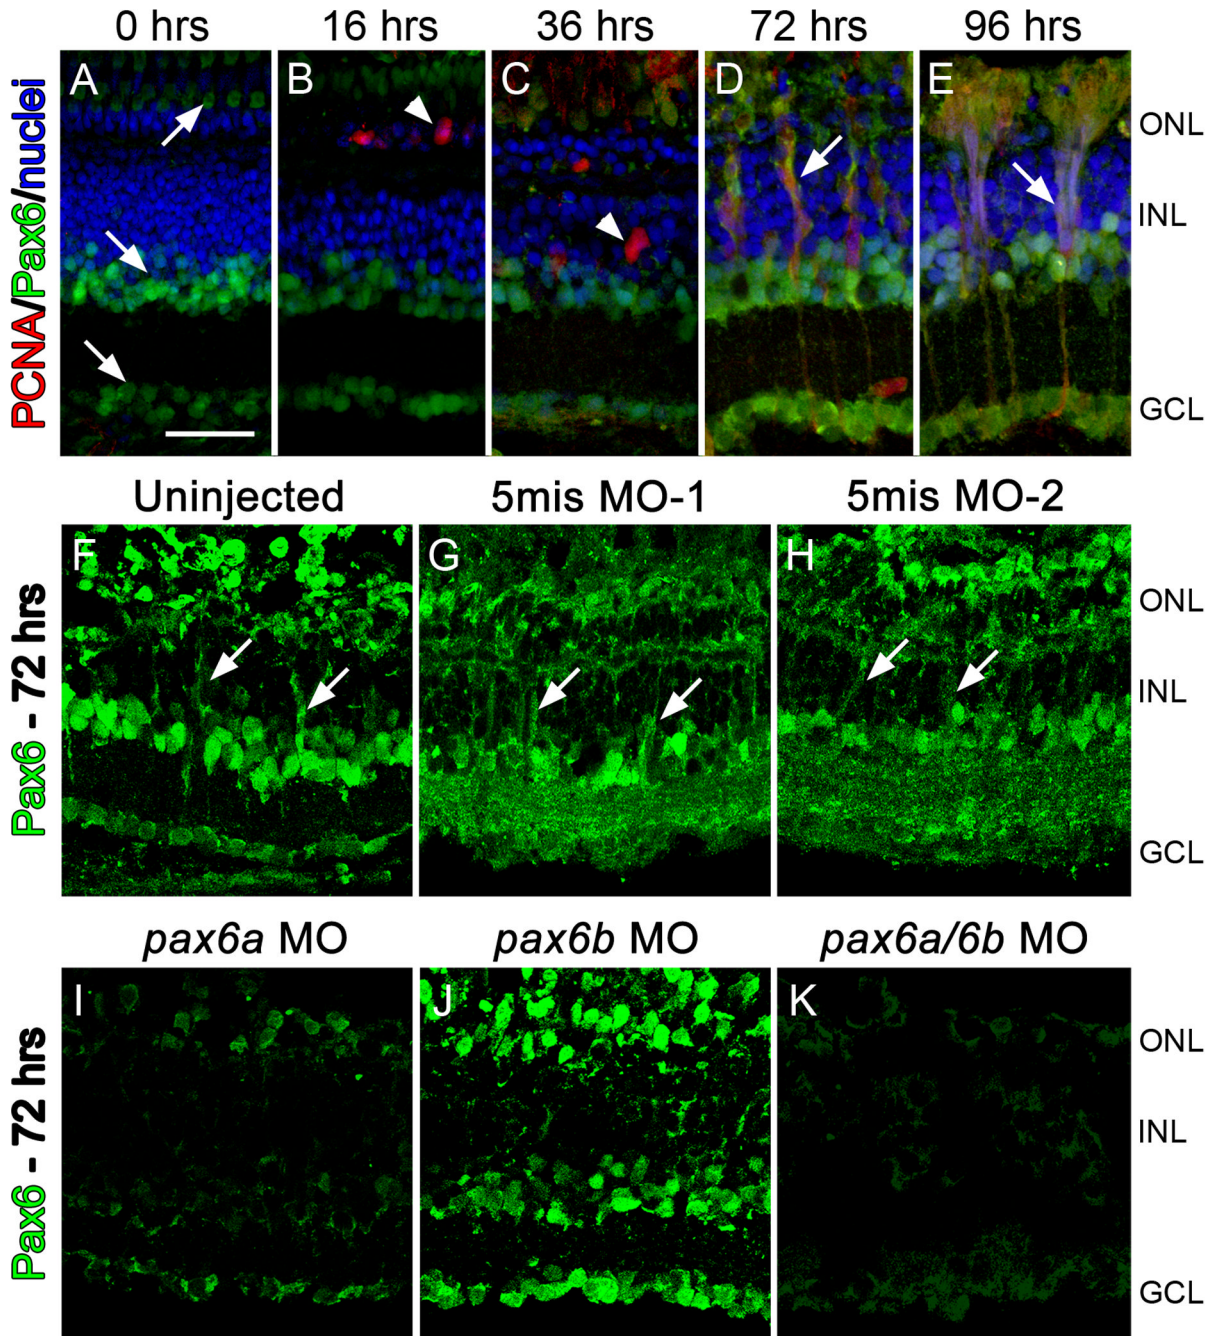 0 hrs 16 hrs 36 hrs 72 hrs 96 hrs
PCNA/Pax6/nuclei
A B C D E
ONL
INL
GCL
Uninjected 5mis MO-1 5mis MO-2
Pax6 - 72 hrs
F G H
ONL
INL
GCL
pax6a MO pax6b MO pax6a/6b MO
Pax6 - 72 hrs
I J K
ONL
INL
GCL